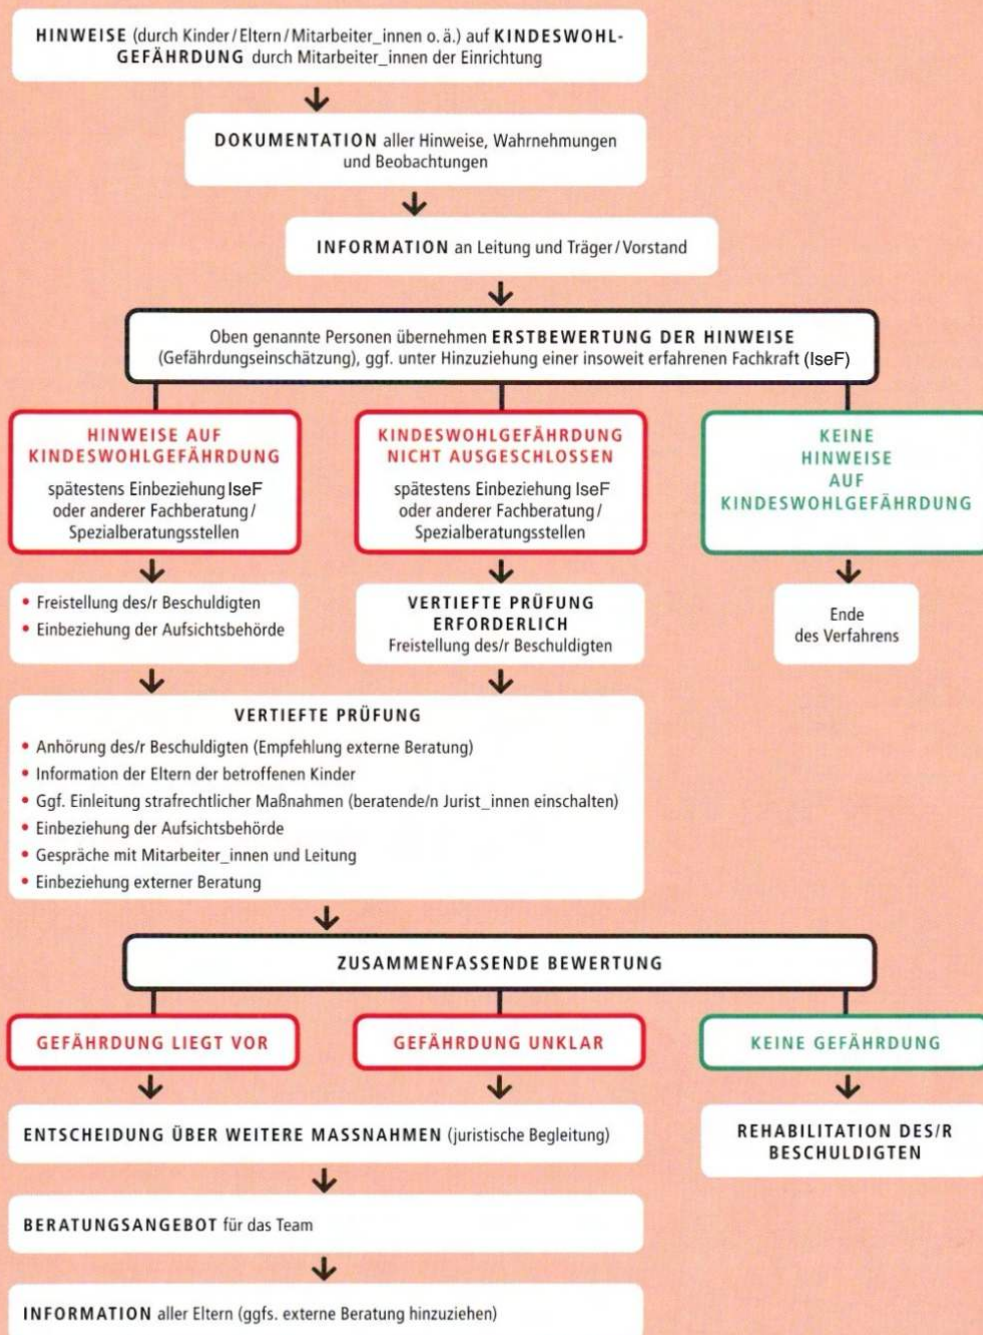 HINWEISE (durch Kinder/Eltern/Mitarbeiter_innen o. ä.) auf KINDESWOHL-
GEFÄHRDUNG durch Mitarbeiter_innen der Einrichtung
DOKUMENTATION aller Hinweise, Wahrnehmungen
und Beobachtungen
INFORMATION an Leitung und Träger/Vorstand
Oben genannte Personen übernehmen ERSTBEWERTUNG DER HINWEISE
(Gefährdungseinschätzung), ggf. unter Hinzuziehung einer insoweit erfahrenen Fachkraft (IseF)
HINWEISE AUF
KINDESWOHLGEFÄHRDUNG
spätestens Einbeziehung IseF
oder anderer Fachberatung/
Spezialberatungsstellen
KINDESWOHLGEFÄHRDUNG
NICHT AUSGESCHLOSSEN
spätestens Einbeziehung IseF
oder anderer Fachberatung/
Spezialberatungsstellen
KEINE
HINWEISE
AUF
KINDESWOHLGEFÄHRDUNG
• Freistellung des/r Beschuldigten
• Einbeziehung der Aufsichtsbehörde
VERTIEFTE PRÜFUNG
ERFORDERLICH
Freistellung des/r Beschuldigten
Ende
des Verfahrens
VERTIEFTE PRÜFUNG
• Anhörung des/r Beschuldigten (Empfehlung externe Beratung)
• Information der Eltern der betroffenen Kinder
• Ggf. Einleitung strafrechtlicher Maßnahmen (beratende/n Jurist_innen einschalten)
• Einbeziehung der Aufsichtsbehörde
• Gespräche mit Mitarbeiter_innen und Leitung
• Einbeziehung externer Beratung
ZUSAMMENFASSENDE BEWERTUNG
GEFÄHRDUNG LIEGT VOR
GEFÄHRDUNG UNKLAR
KEINE GEFÄHRDUNG
ENTSCHEIDUNG ÜBER WEITERE MASSNAHMEN (juristische Begleitung)
REHABILITATION DES/R
BESCHULDIGTEN
BERATUNGSANGEBOT für das Team
INFORMATION aller Eltern (ggfs. externe Beratung hinzuziehen)